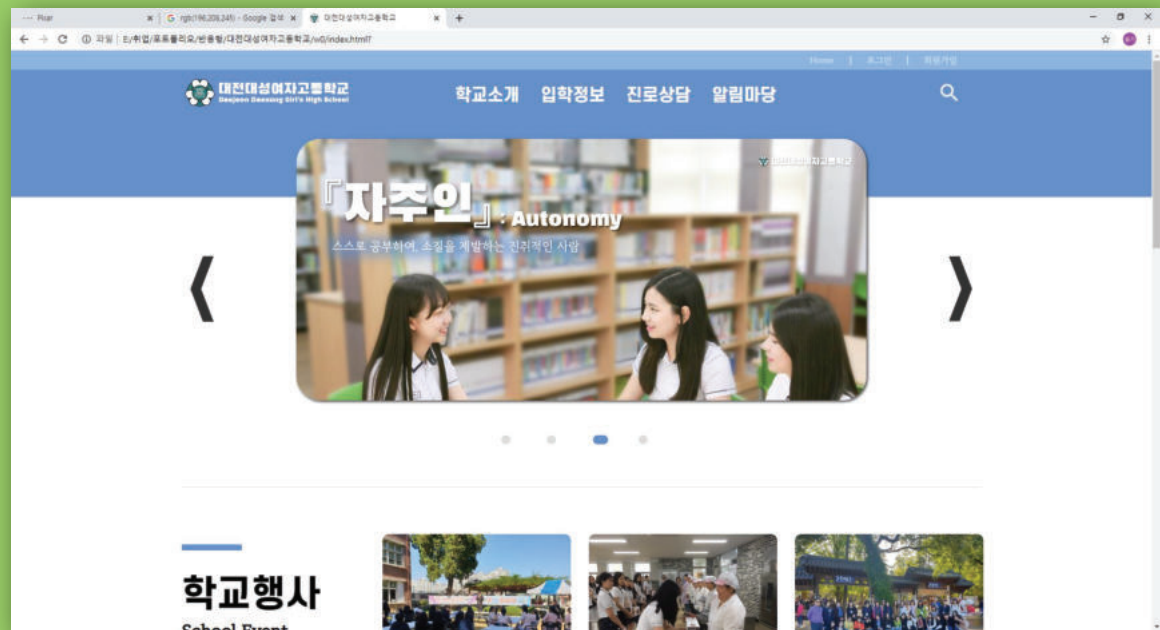 Pixar
rgb(196,208,245) - Google 검색
대전대성여자고등학교
파일 | E:/취업/포트폴리오/반응형/대전대성여자고등학교/w0/index.html?
Home | 로그인 | 회원가입
대전대성여자고등학교
Daejeon Daesung Girl's High School
학교소개 입학정보 진로상담 알림마당
대전대성여자고등학교
『자주인』: Autonomy
스스로 공부하여, 소질을 계발하는 진취적인 사람
학교행사
School Event